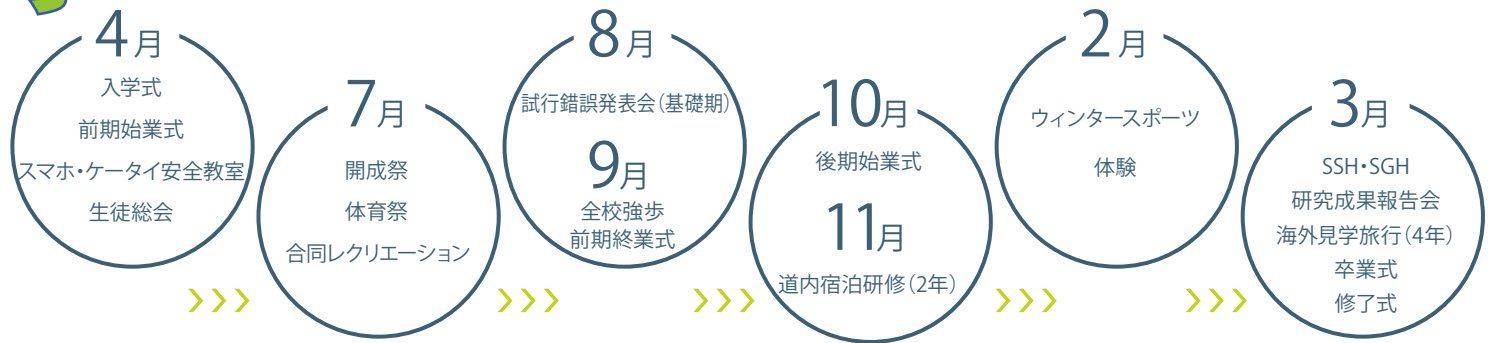 4月
入学式
前期始業式
スマホ・ケータイ安全教室
生徒総会
7月
開成祭
体育祭
合同レクリエーション
8月
試行錯誤発表会（基礎期）
9月
全校強歩
前期終業式
10月
後期始業式
11月
道内宿泊研修（2年）
2月
ウィンタースポーツ
体験
3月
SSH・SGH
研究成果報告会
海外見学旅行（4年）
卒業式
修了式